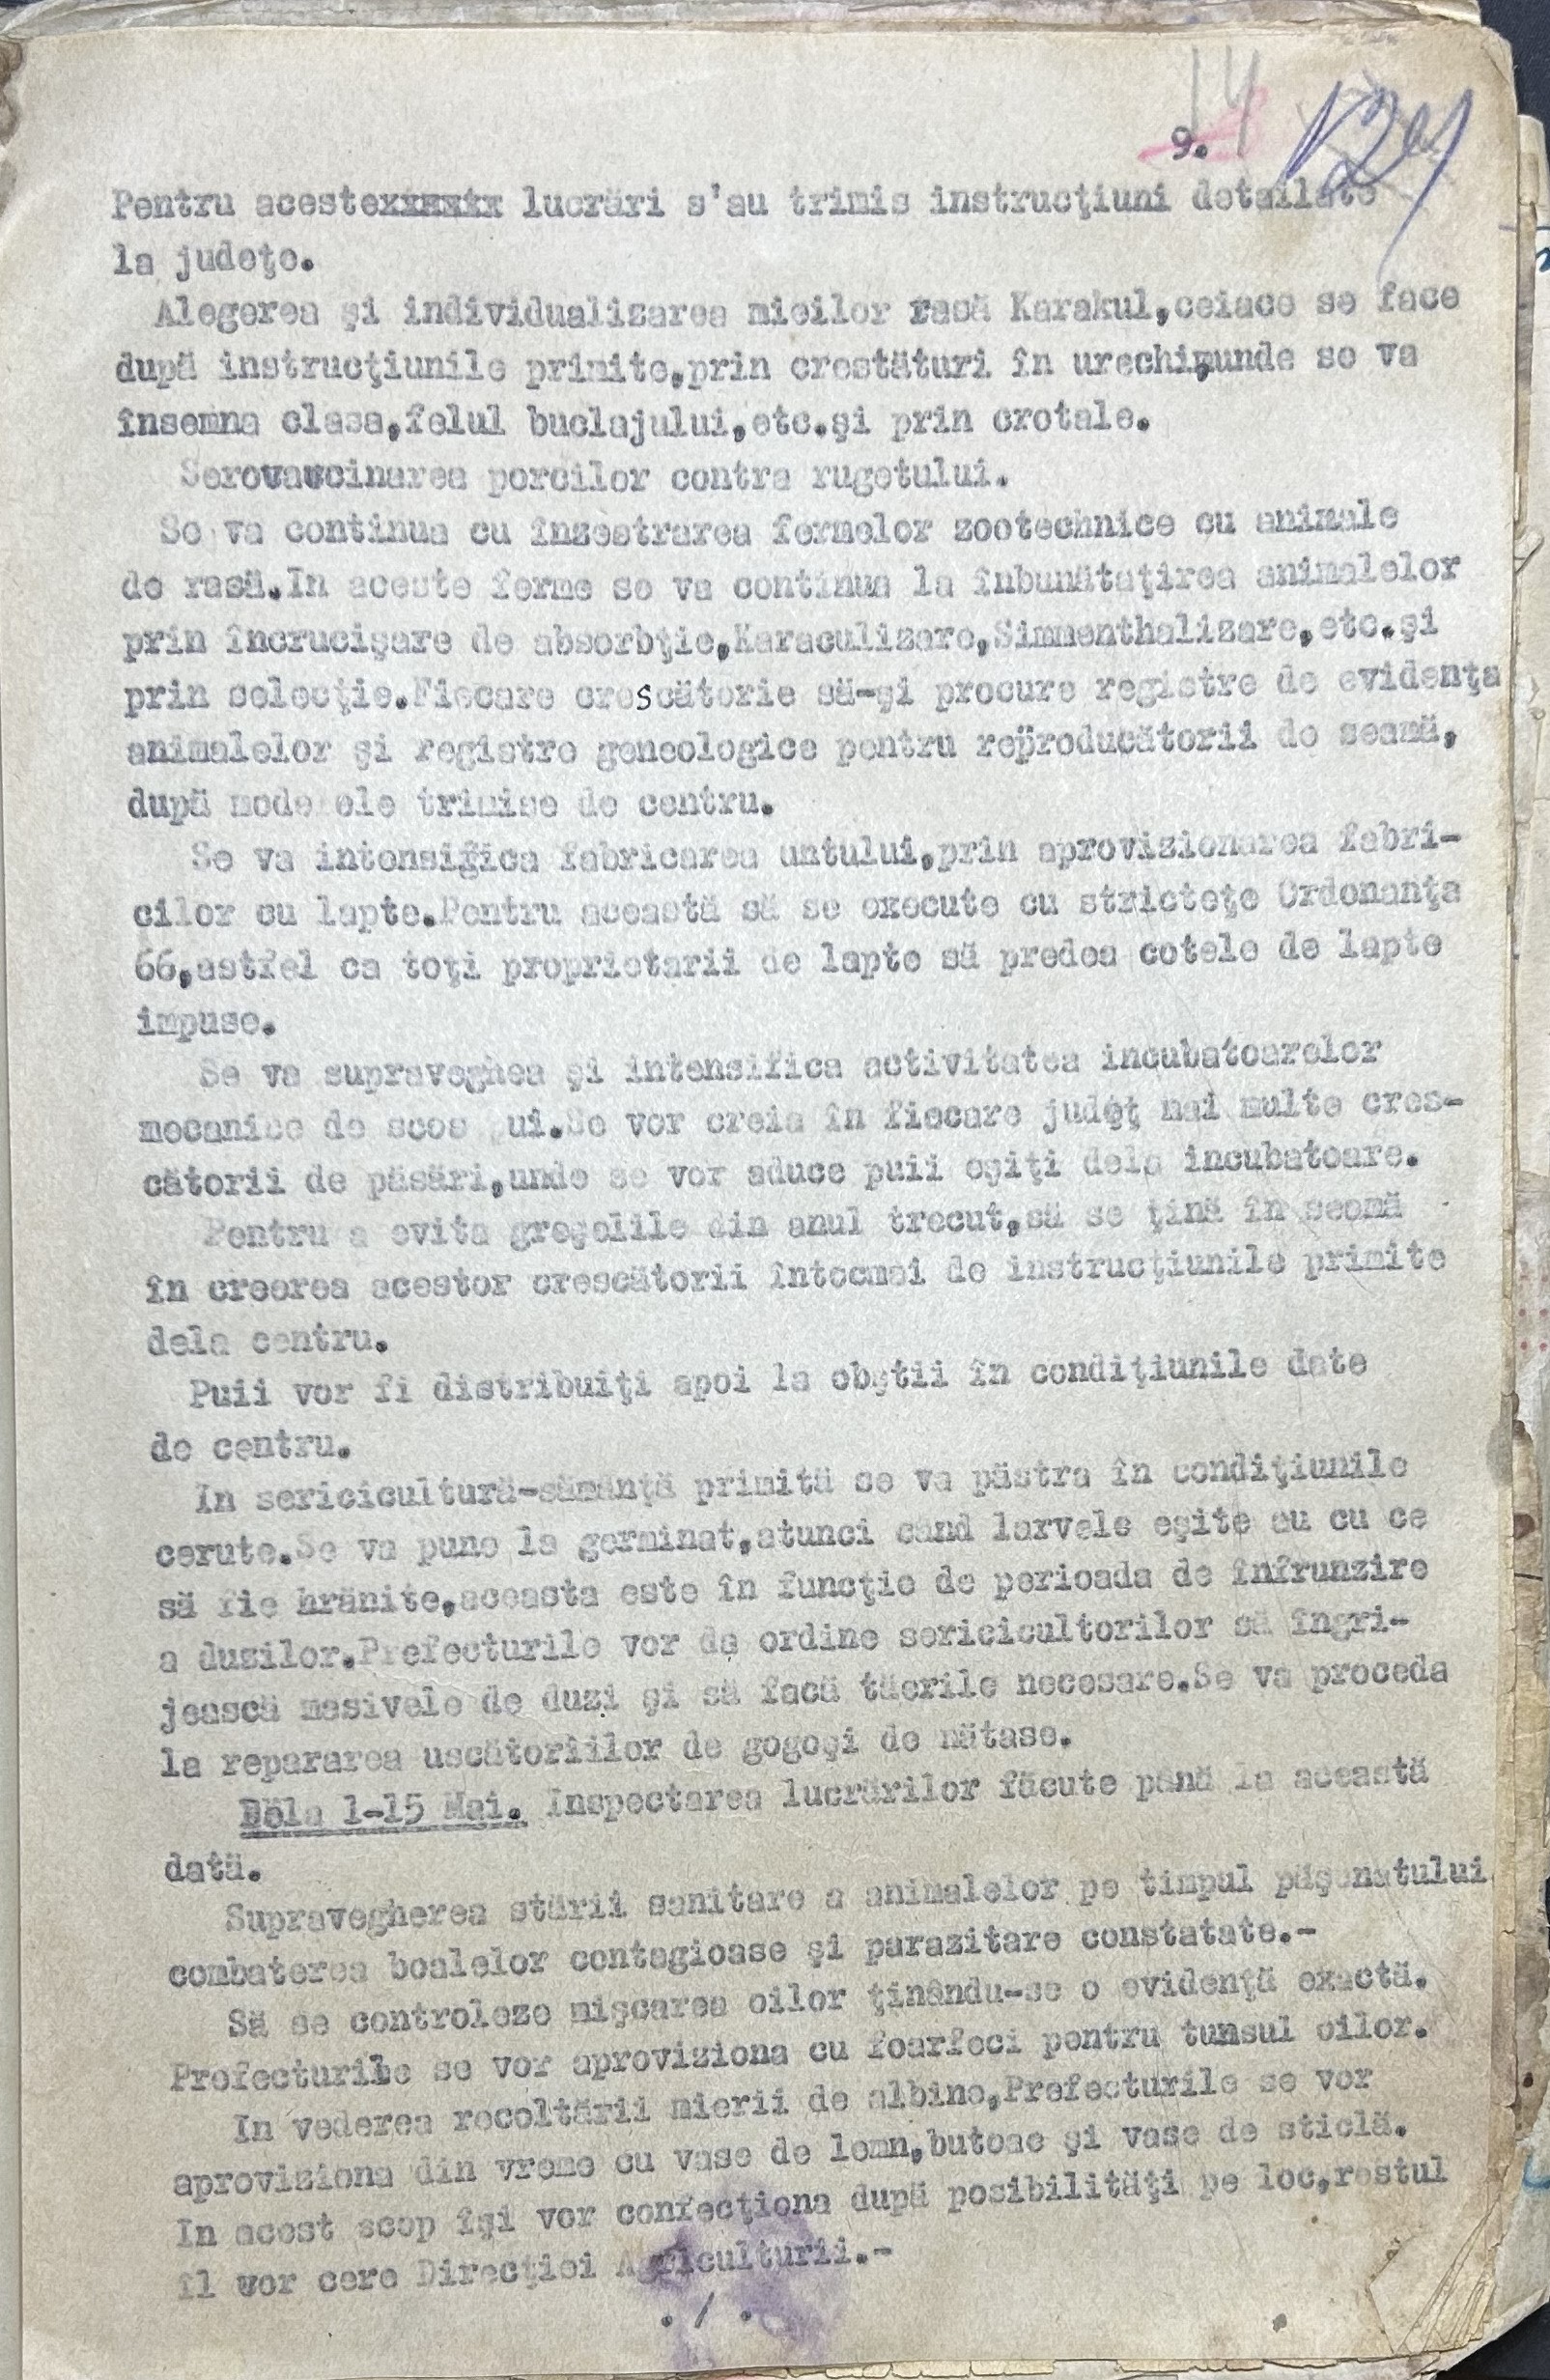 14
9.
129
Pentru acestexxxxxx lucrări s'au trimis instrucţiuni detailate
la judeţe.
Alegerea şi individualizarea mieilor rasă Karakul,ceiace se face
după instrucţiunile primite,prin crestături în urechi,unde se va
însemna clasa,felul buclajului,etc.şi prin crotale.
Serovaccinarea porcilor contra rugetului.
Se va continua cu înzestrarea fermelor zootechnice cu animale
de rasă.In aceste ferme se va continua la înbunătaţirea animalelor
prin încrucişare de absorbţie,Karaculizare,Simmenthalizare,etc.şi
prin selecţie.Fiecare crescătorie să-şi procure registre de evidenţa
animalelor şi registre geneologice pentru reproducătorii de seamă,
după mode ele trimise de centru.
Se va intensifica fabricarea untului,prin aprovizionarea fabri-
cilor cu lapte.Pentru această să se execute cu stricteţe Ordonanţa
66,astfel ca toţi proprietarii de lapte să predea cotele de lapte
impuse.
Se va supraveghea şi intensifica activitatea incubatoarelor
mecanice de scos pui.Se vor creia în fiecare judeţ mai multe cres-
cătorii de păsări,unde se vor aduce puii eşiţi dela incubatoare.
Pentru a evita greşelile din anul trecut,să se ţină în seamă
în creerea acestor crescătorii întocmai de instrucţiunile primite
dela centru.
Puii vor fi distribuiţi apoi la obştii în condiţiunile date
de centru.
In sericicultură-sămânţă primită se va păstra în condiţiunile
cerute.Se va pune la germinat,atunci când larvele eşite au cu ce
să fie hrănite,aceasta este în funcţie de perioada de înfrunzire
a duzilor.Prefecturile vor da ordine sericicultorilor să îngri-
jească masivele de duzi şi să facă tăerile necesare.Se va proceda
la repararea uscătoriilor de gogoşi de mătase.
Dela 1-15 Mai. Inspectarea lucrărilor făcute până la această
dată.
Supravegherea stării sanitare a animalelor pe timpul păşunatului
combaterea boalelor contagioase şi parazitare constatate.-
Să se controleze mişcarea oilor ţinându-se o evidenţă exactă.
Prefecturile se vor aproviziona cu foarfeci pentru tunsul oilor.
In vederea recoltării mierii de albine,Prefecturile se vor
aproviziona din vreme cu vase de lemn,butoae şi vase de sticlă.
In acest scop îşi vor confecţiona după posibilităţi pe loc,restul
îl vor cere Direcţiei Agriculturii.-
./.